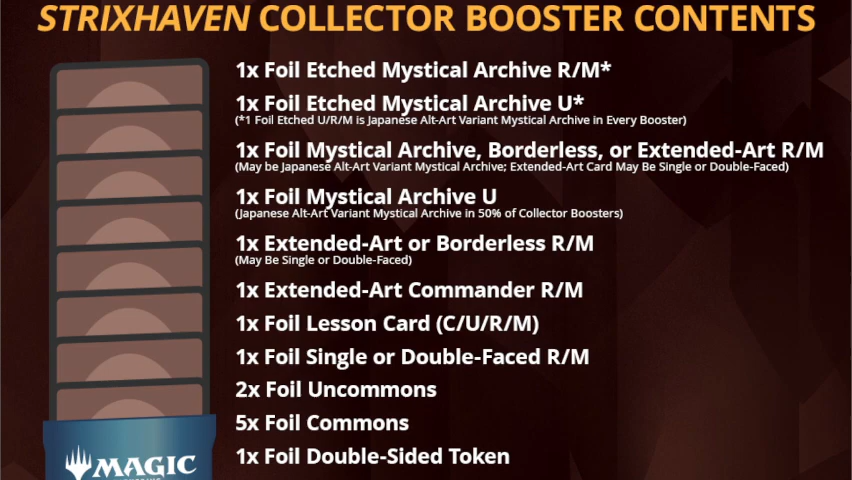 STRIXHAVEN COLLECTOR BOOSTER CONTENTS
1x Foil Etched Mystical Archive R/M*
1x Foil Etched Mystical Archive U*
(*1 Foil Etched U/R/M is Japanese Alt-Art Variant Mystical Archive in Every Booster)
1x Foil Mystical Archive, Borderless, or Extended-Art R/M
(May be Japanese Alt-Art Variant Mystical Archive; Extended-Art Card May Be Single or Double-Faced)
1x Foil Mystical Archive U
(Japanese Alt-Art Variant Mystical Archive in 50% of Collector Boosters)
1x Extended-Art or Borderless R/M
(May Be Single or Double-Faced)
1x Extended-Art Commander R/M
1x Foil Lesson Card (C/U/R/M)
1x Foil Single or Double-Faced R/M
2x Foil Uncommons
5x Foil Commons
1x Foil Double-Sided Token
MAGIC